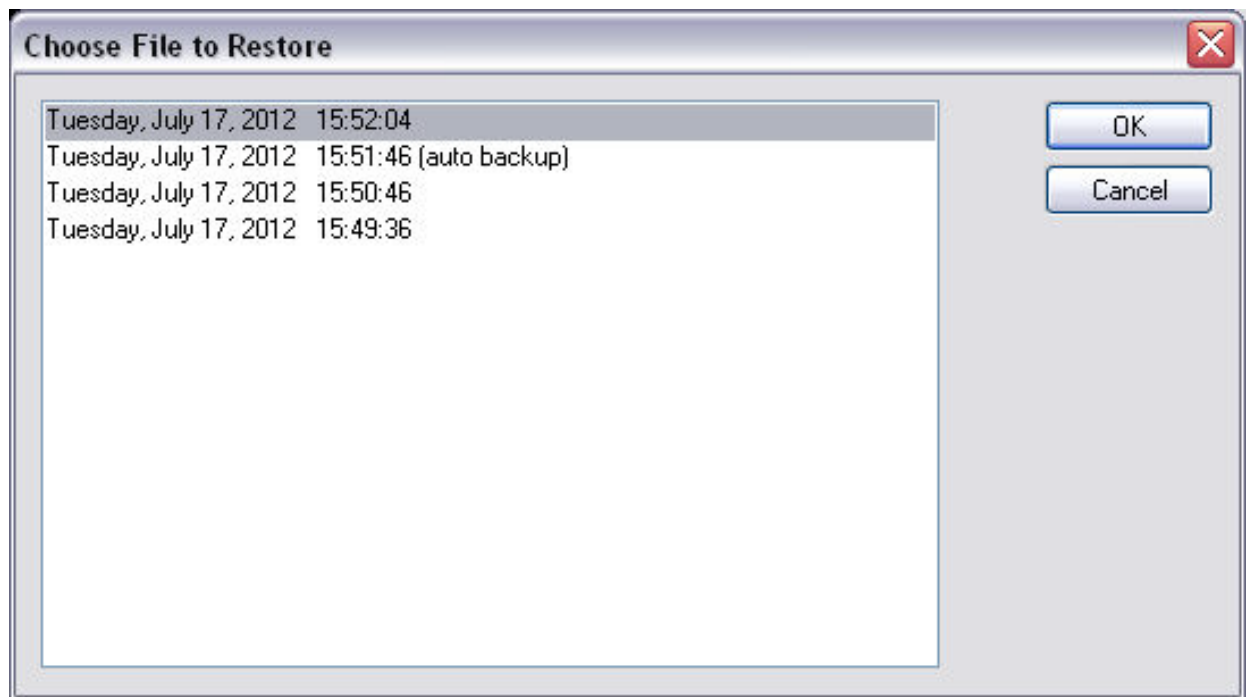 Choose File to Restore
Tuesday, July 17, 2012 15:52:04
Tuesday, July 17, 2012 15:51:46 (auto backup)
Tuesday, July 17, 2012 15:50:46
Tuesday, July 17, 2012 15:49:36
OK
Cancel